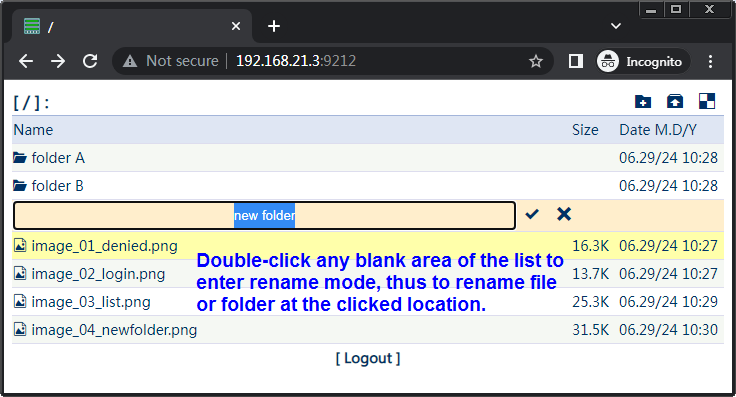 /
Not secure 192.168.21.3:9212 Incognito
[ / ] :
Name Size Date M.D/Y
folder A 06.29/24 10:28
folder B 06.29/24 10:28
new folder
image_01_denied.png 16.3K 06.29/24 10:27
image_02_login.png 13.7K 06.29/24 10:27
image_03_list.png 25.3K 06.29/24 10:29
image_04_newfolder.png 31.5K 06.29/24 10:30
Double-click any blank area of the list to
enter rename mode, thus to rename file
or folder at the clicked location.
[ Logout ]